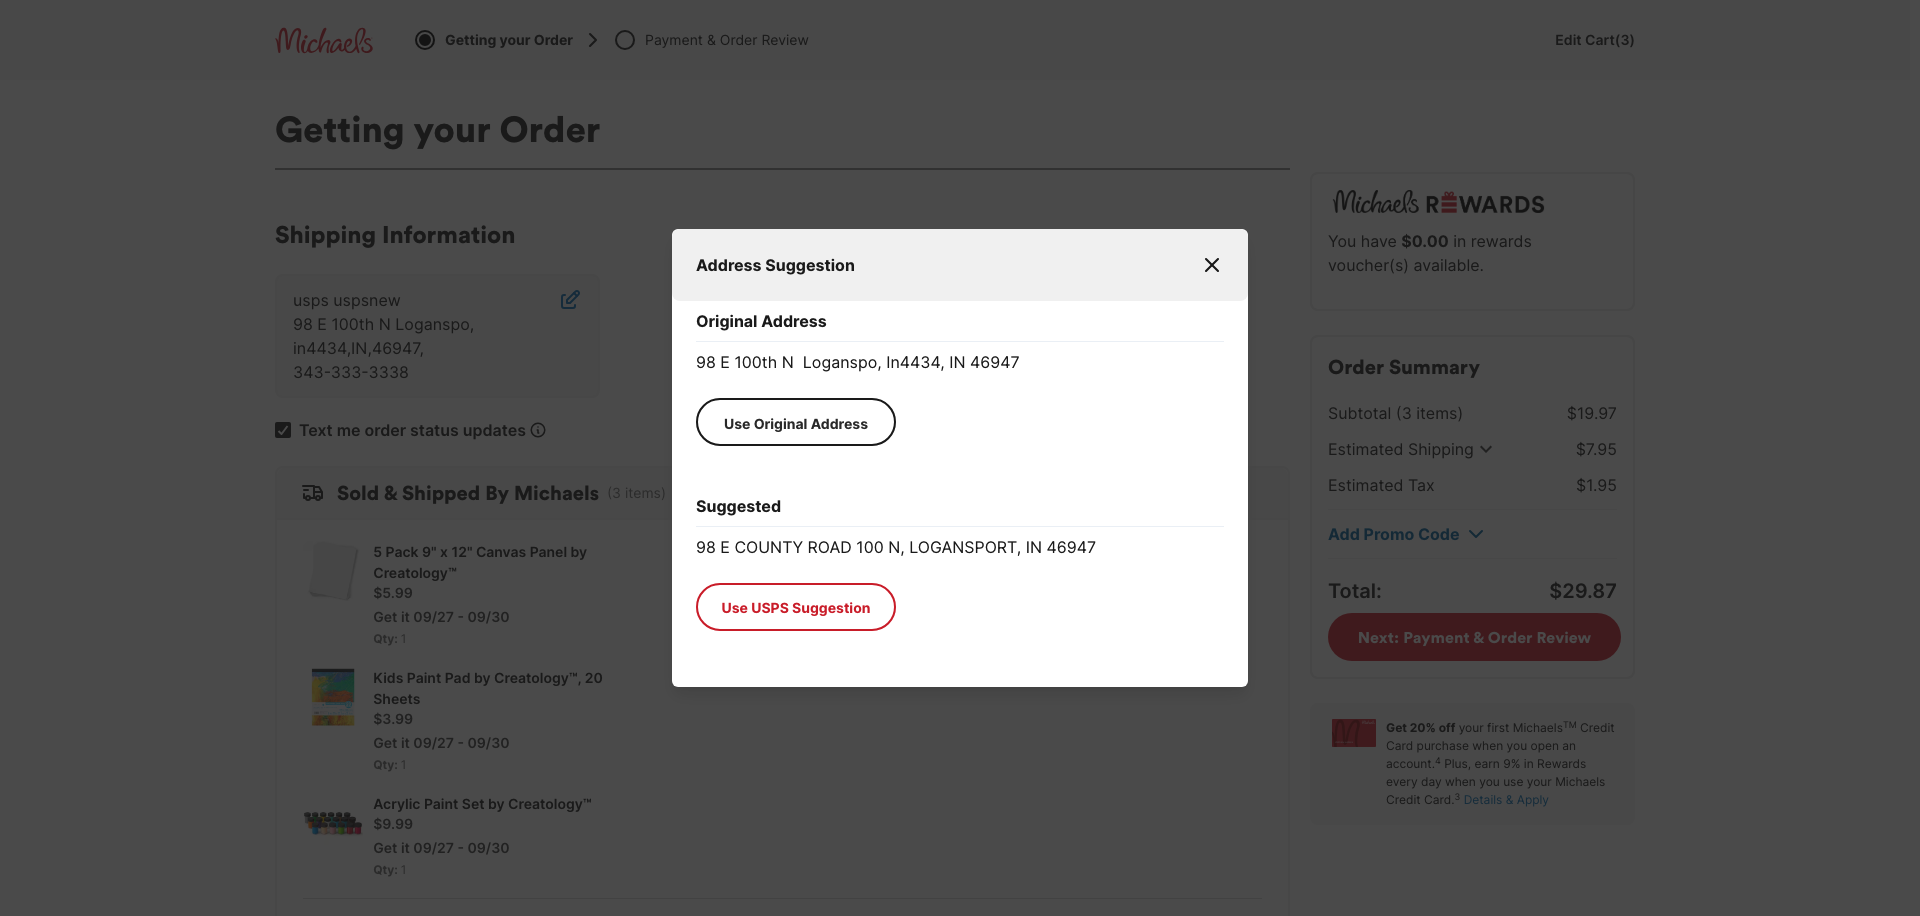 Michaels
Getting your Order
Payment & Order Review
Edit Cart(3)
Getting your Order
Shipping Information
usps uspsnew
98 E 100th N Loganspo,
in4434,IN,46947,
343-333-3338
Text me order status updates
Sold & Shipped By Michaels (3 items)
5 Pack 9" x 12" Canvas Panel by
Creatology™
$5.99
Get it 09/27 - 09/30
Qty: 1
Kids Paint Pad by Creatology™, 20
Sheets
$3.99
Get it 09/27 - 09/30
Qty: 1
Acrylic Paint Set by Creatology™
$9.99
Get it 09/27 - 09/30
Qty: 1
Address Suggestion
Original Address
98 E 100th N  Loganspo, In4434, IN 46947
Use Original Address
Suggested
98 E COUNTY ROAD 100 N, LOGANSPORT, IN 46947
Use USPS Suggestion
Michaels REWARDS
You have $0.00 in rewards
voucher(s) available.
Order Summary
Subtotal (3 items) $19.97
Estimated Shipping $7.95
Estimated Tax $1.95
Add Promo Code
Total: $29.87
Next: Payment & Order Review
Get 20% off your first Michaels™ Credit
Card purchase when you open an
account.⁴ Plus, earn 9% in Rewards
every day when you use your Michaels
Credit Card.³ Details & Apply